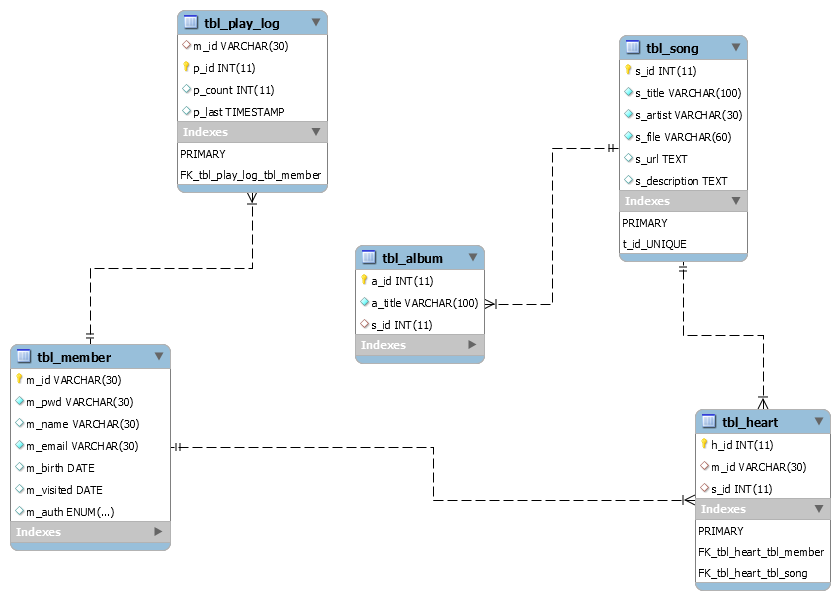 tbl_play_log
m_id VARCHAR(30)
p_id INT(11)
p_count INT(11)
p_last TIMESTAMP
Indexes
PRIMARY
FK_tbl_play_log_tbl_member
tbl_song
s_id INT(11)
s_title VARCHAR(100)
s_artist VARCHAR(30)
s_file VARCHAR(60)
s_url TEXT
s_description TEXT
Indexes
PRIMARY
t_id_UNIQUE
tbl_album
a_id INT(11)
a_title VARCHAR(100)
s_id INT(11)
Indexes
tbl_member
m_id VARCHAR(30)
m_pwd VARCHAR(30)
m_name VARCHAR(30)
m_email VARCHAR(30)
m_birth DATE
m_visited DATE
m_auth ENUM(...)
Indexes
tbl_heart
h_id INT(11)
m_id VARCHAR(30)
s_id INT(11)
Indexes
PRIMARY
FK_tbl_heart_tbl_member
FK_tbl_heart_tbl_song